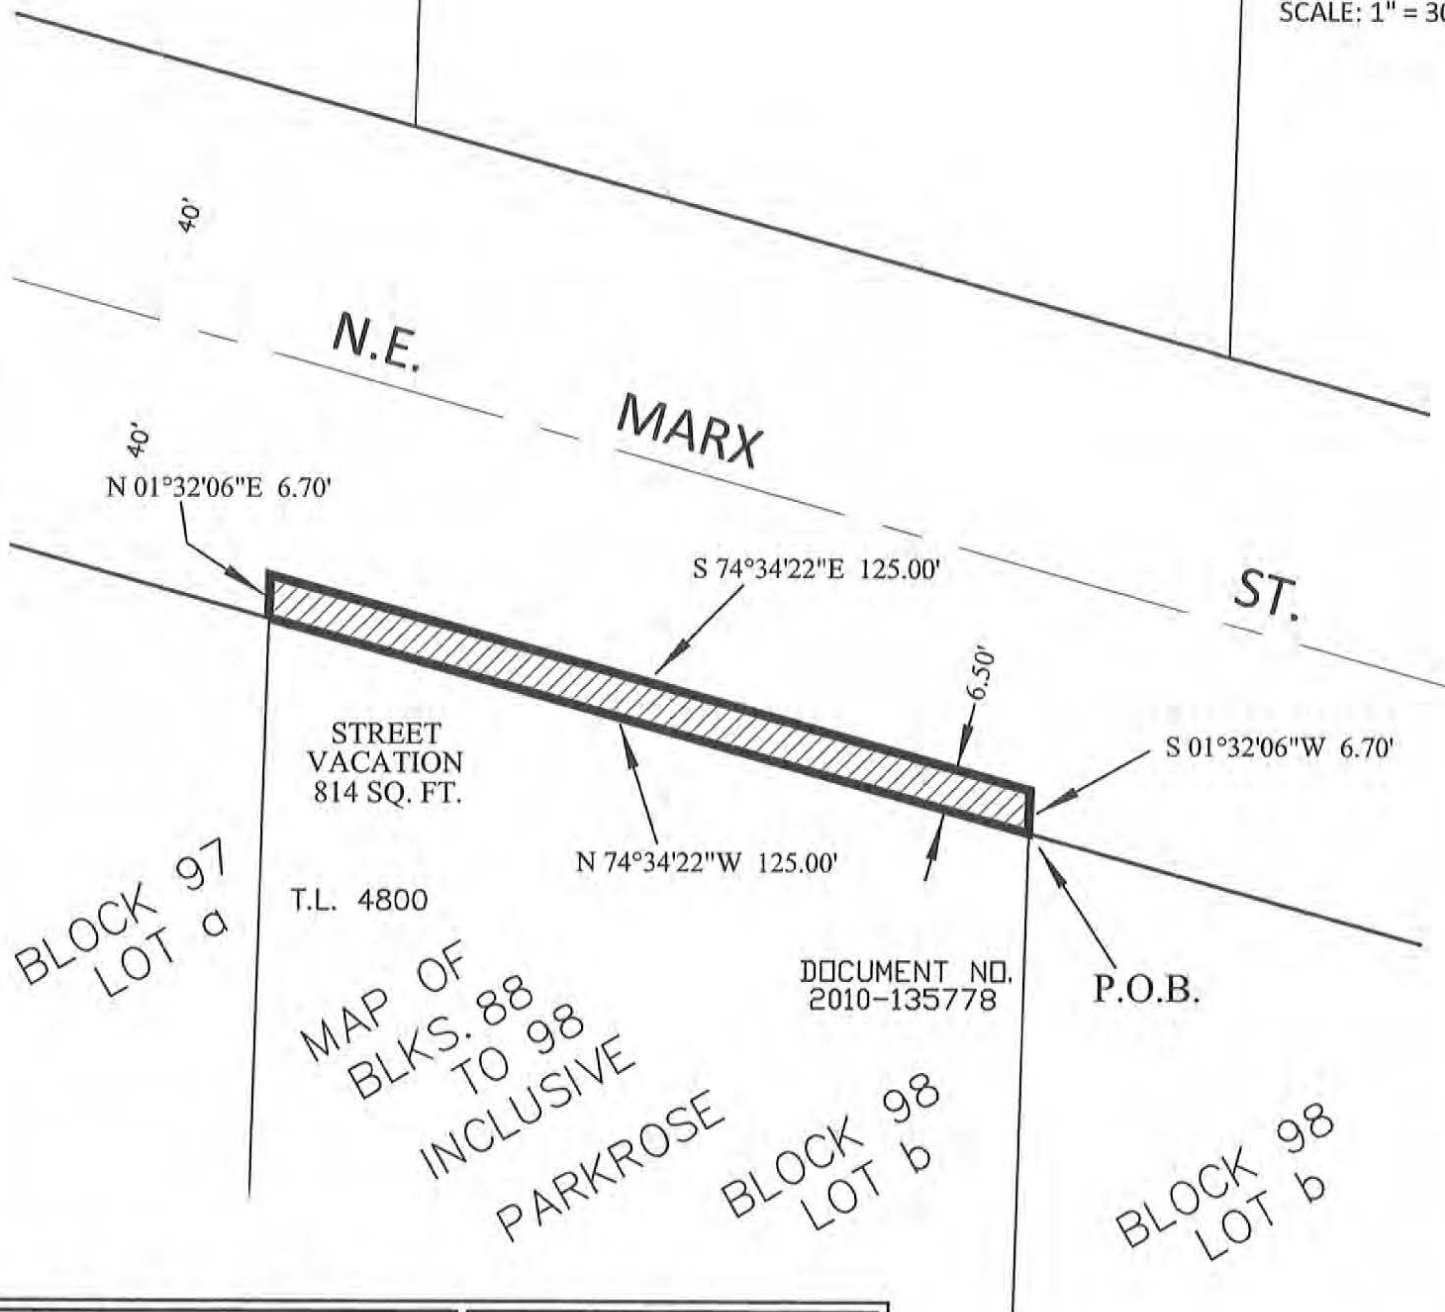 SCALE: 1" = 30
40'
N.E.
MARX
ST.
40'
N 01°32'06"E 6.70'
S 74°34'22"E 125.00'
6.50'
S 01°32'06"W 6.70'
STREET
VACATION
814 SQ. FT.
N 74°34'22"W 125.00'
BLOCK 97
LOT a
T.L. 4800
DOCUMENT NO.
2010-135778
P.O.B.
MAP OF
BLKS. 88
TO 98
INCLUSIVE
PARKROSE
BLOCK 98
LOT b
BLOCK 98
LOT b